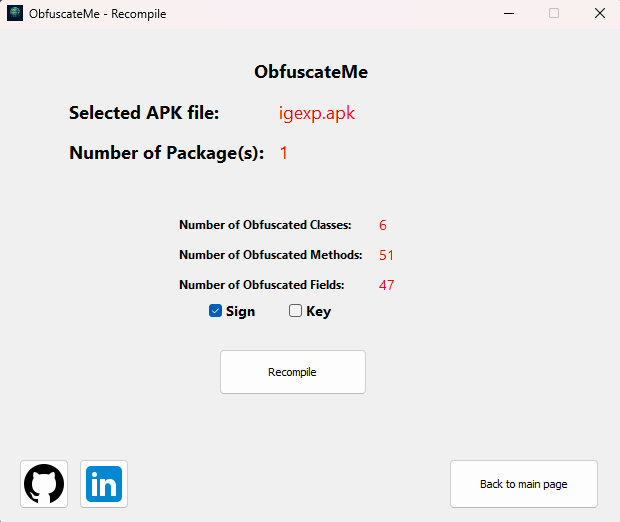 ObfuscateMe - Recompile
ObfuscateMe
Selected APK file: igexp.apk
Number of Package(s): 1
Number of Obfuscated Classes: 6
Number of Obfuscated Methods: 51
Number of Obfuscated Fields: 47
Sign Key
Recompile
in Back to main page